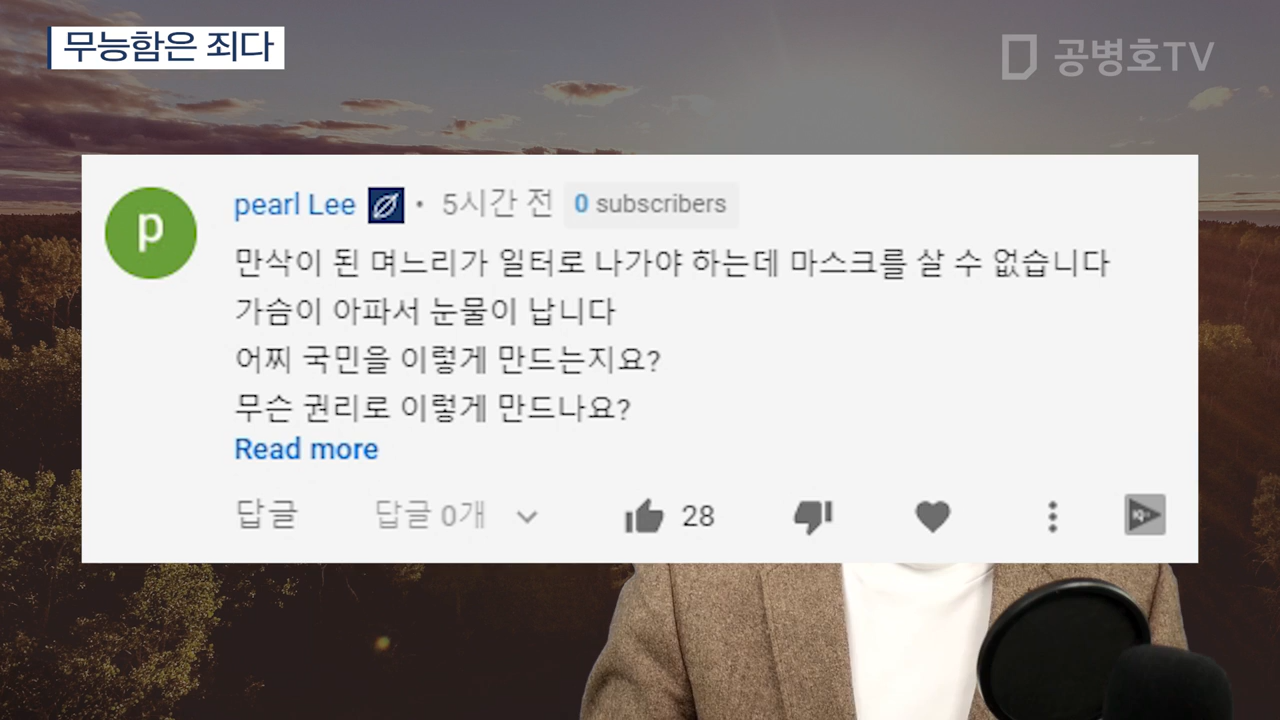 무능함은 죄다
공병호TV
p
pearl Lee • 5시간 전 0 subscribers
만삭이 된 며느리가 일터로 나가야 하는데 마스크를 살 수 없습니다
가슴이 아파서 눈물이 납니다
어찌 국민을 이렇게 만드는지요?
무슨 권리로 이렇게 만드나요?
Read more
답글 답글 0개 28